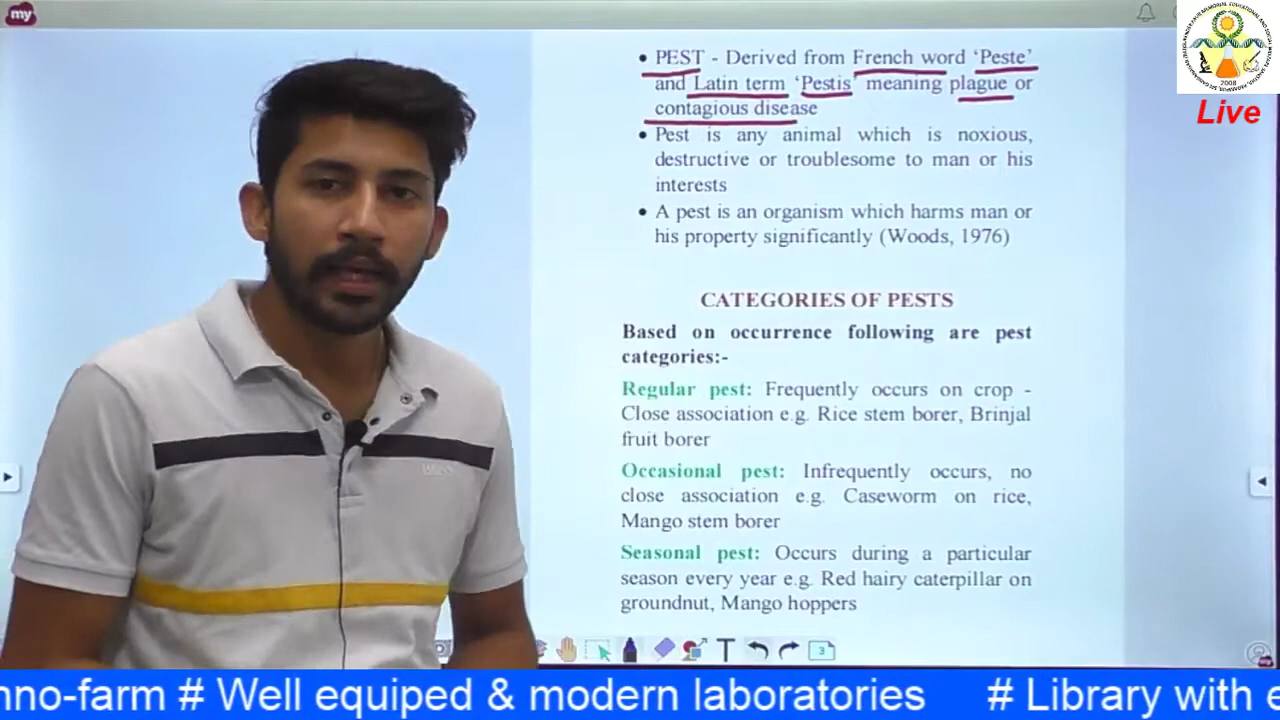 my
• PEST - Derived from French word ‘Peste’
and Latin term ‘Pestis’ meaning plague or
contagious disease
• Pest is any animal which is noxious,
destructive or troublesome to man or his
interests
• A pest is an organism which harms man or
his property significantly (Woods, 1976)
CATEGORIES OF PESTS
Based on occurrence following are pest
categories:-
Regular pest: Frequently occurs on crop -
Close association e.g. Rice stem borer, Brinjal
fruit borer
Occasional pest: Infrequently occurs, no
close association e.g. Caseworm on rice,
Mango stem borer
Seasonal pest: Occurs during a particular
season every year e.g. Red hairy caterpillar on
groundnut, Mango hoppers
T
3
2008
Live
nno-farm # Well equiped & modern laboratories # Library with e